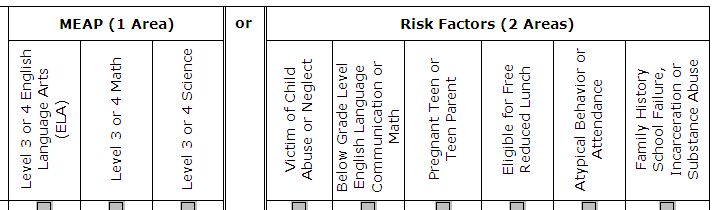 MEAP (1 Area)
or
Risk Factors (2 Areas)
Level 3 or 4 English
Language Arts
(ELA)
Level 3 or 4 Math
Level 3 or 4 Science
Victim of Child
Abuse or Neglect
Below Grade Level
English Language
Communication or
Math
Pregnant Teen or
Teen Parent
Eligible for Free
Reduced Lunch
Atypical Behavior or
Attendance
Family History
School Failure,
Incarceration or
Substance Abuse